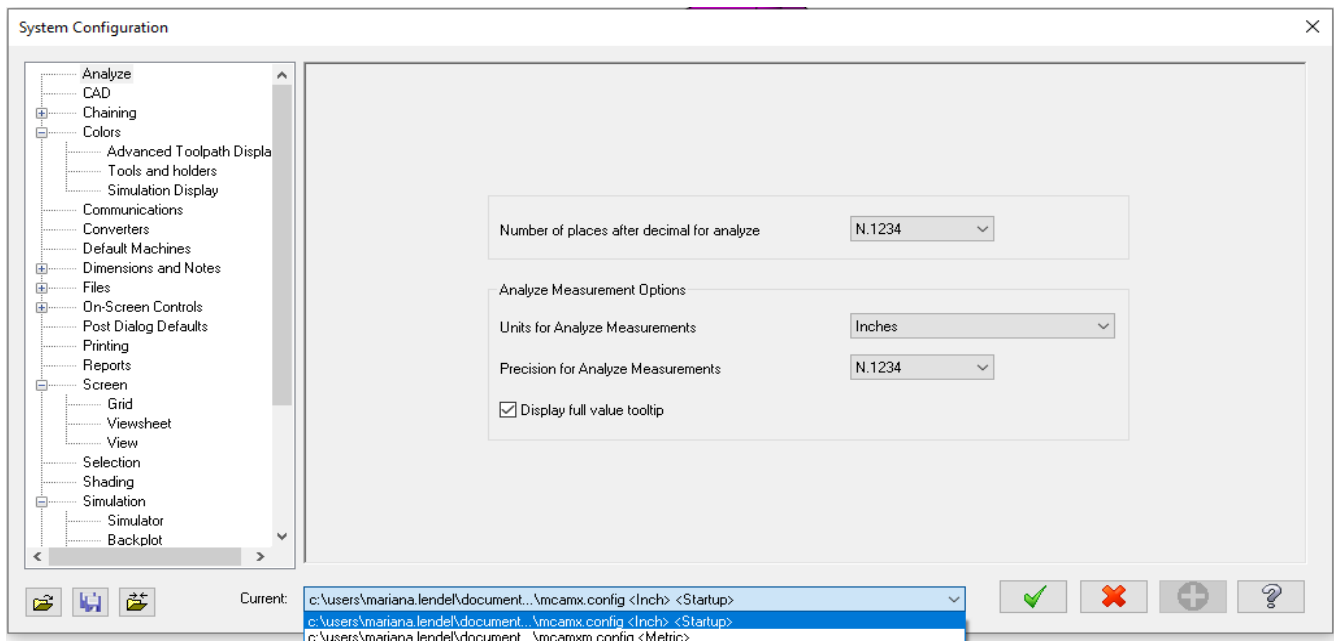 System Configuration
Analyze
CAD
Chaining
Colors
Advanced Toolpath Displa
Tools and holders
Simulation Display
Communications
Converters
Default Machines
Dimensions and Notes
Files
On-Screen Controls
Post Dialog Defaults
Printing
Reports
Screen
Grid
Viewsheet
View
Selection
Shading
Simulation
Simulator
Backplot
Number of places after decimal for analyze N.1234
Analyze Measurement Options
Units for Analyze Measurements Inches
Precision for Analyze Measurements N.1234
Display full value tooltip
Current: c:\users\mariana.lendel\document...\mcamx.config <Inch> <Startup>
c:\users\mariana.lendel\document...\mcamx.config <Inch> <Startup>
c:\users\mariana.lendel\document...\mcamxm.config <Metric>